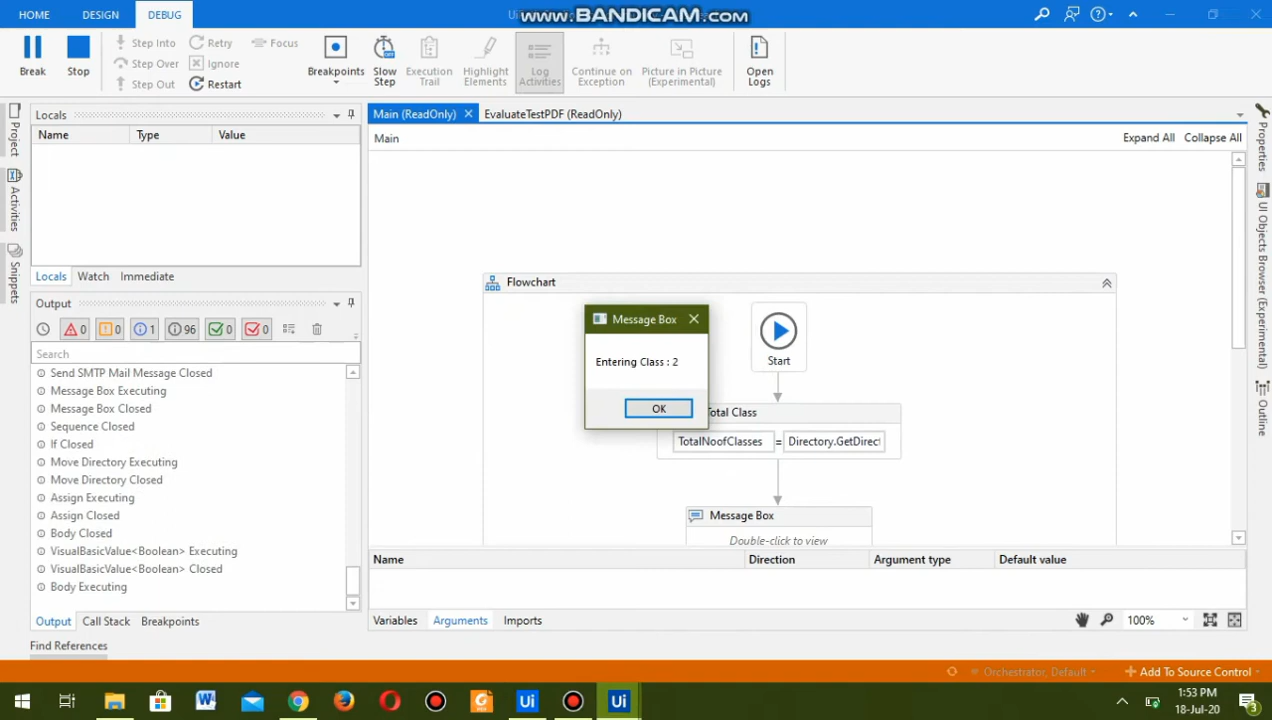 HOME DESIGN DEBUG
www.BANDICAM.com
Break
Stop
Step Into
Step Over
Step Out
Retry
Ignore
Restart
Focus
Breakpoints
Slow
Step
Execution
Trail
Highlight
Elements
Log
Activities
Continue on
Exception
Picture in Picture
(Experimental)
Open
Logs
Project
Activities
Snippets
Locals
Name Type Value
Locals Watch Immediate
Output
0 0 1 96 0 0
Search
Send SMTP Mail Message Closed
Message Box Executing
Message Box Closed
Sequence Closed
If Closed
Move Directory Executing
Move Directory Closed
Assign Executing
Assign Closed
Body Closed
VisualBasicValue<Boolean> Executing
VisualBasicValue<Boolean> Closed
Body Executing
Output Call Stack Breakpoints
Find References
Main (ReadOnly) EvaluateTestPDF (ReadOnly)
Main Expand All Collapse All
Flowchart
Start
Message Box
Entering Class : 2
OK
Total Class
TotalNoofClasses = Directory.GetDirect
Message Box
Double-click to view
Name Direction Argument type Default value
Variables Arguments Imports 100%
Properties
UI Objects Browser (Experimental)
Outline
Orchestrator, Default Add To Source Control
W Ui Ui
1:53 PM
18-Jul-20
3